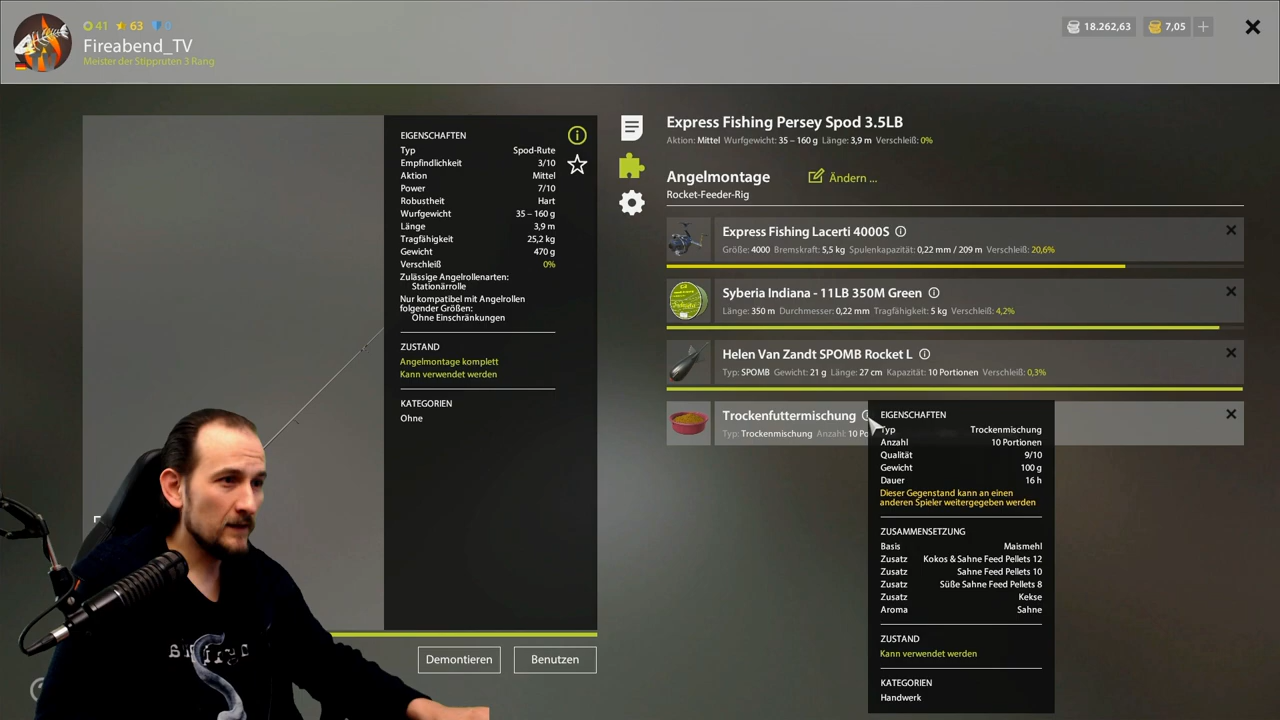 41 63 0
Fireabend_TV
Meister der Stippruten 3 Rang
18.262,63 7,05
EIGENSCHAFTEN
Typ Spod-Rute
Empfindlichkeit 3/10
Aktion Mittel
Power 7/10
Robustheit Hart
Wurfgewicht 35 – 160 g
Länge 3,9 m
Tragfähigkeit 25,2 kg
Gewicht 470 g
Verschleiß 0%
Zulässige Angelrollenarten:
Stationärrolle
Nur kompatibel mit Angelrollen
folgender Größen:
Ohne Einschränkungen
ZUSTAND
Angelmontage komplett
Kann verwendet werden
KATEGORIEN
Ohne
Demontieren Benutzen
Express Fishing Persey Spod 3.5LB
Aktion: Mittel Wurfgewicht: 35 – 160 g Länge: 3,9 m Verschleiß: 0%
Angelmontage Ändern ...
Rocket-Feeder-Rig
Express Fishing Lacerti 4000S
Größe: 4000 Bremskraft: 5,5 kg Spulenkapazität: 0,22 mm / 209 m Verschleiß: 20,6%
Syberia Indiana - 11LB 350M Green
Länge: 350 m Durchmesser: 0,22 mm Tragfähigkeit: 5 kg Verschleiß: 4,2%
Helen Van Zandt SPOMB Rocket L
Typ: SPOMB Gewicht: 21 g Länge: 27 cm Kapazität: 10 Portionen Verschleiß: 0,3%
Trockenfuttermischung
Typ: Trockenmischung Anzahl: 10
EIGENSCHAFTEN
Typ Trockenmischung
Anzahl 10 Portionen
Qualität 9/10
Gewicht 100 g
Dauer 16 h
Dieser Gegenstand kann an einen
anderen Spieler weitergegeben werden
ZUSAMMENSETZUNG
Basis Maismehl
Zusatz Kokos & Sahne Feed Pellets 12
Zusatz Sahne Feed Pellets 10
Zusatz Süße Sahne Feed Pellets 8
Zusatz Kekse
Aroma Sahne
ZUSTAND
Kann verwendet werden
KATEGORIEN
Handwerk